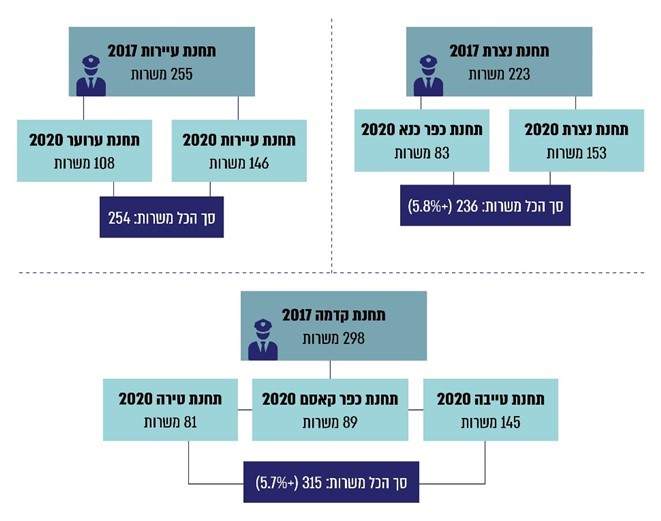 תחנת נצרת 2017
223 משרות
תחנת נצרת 2020
153 משרות
תחנת כפר כנא 2020
83 משרות
סך הכל משרות: 236 (+5.8%)
תחנת עיירות 2017
255 משרות
תחנת עיירות 2020
146 משרות
תחנת ערוער 2020
108 משרות
סך הכל משרות: 254
תחנת קדמה 2017
298 משרות
תחנת טייבה 2020
145 משרות
תחנת כפר קאסם 2020
89 משרות
תחנת טירה 2020
81 משרות
סך הכל משרות: 315 (+5.7%)